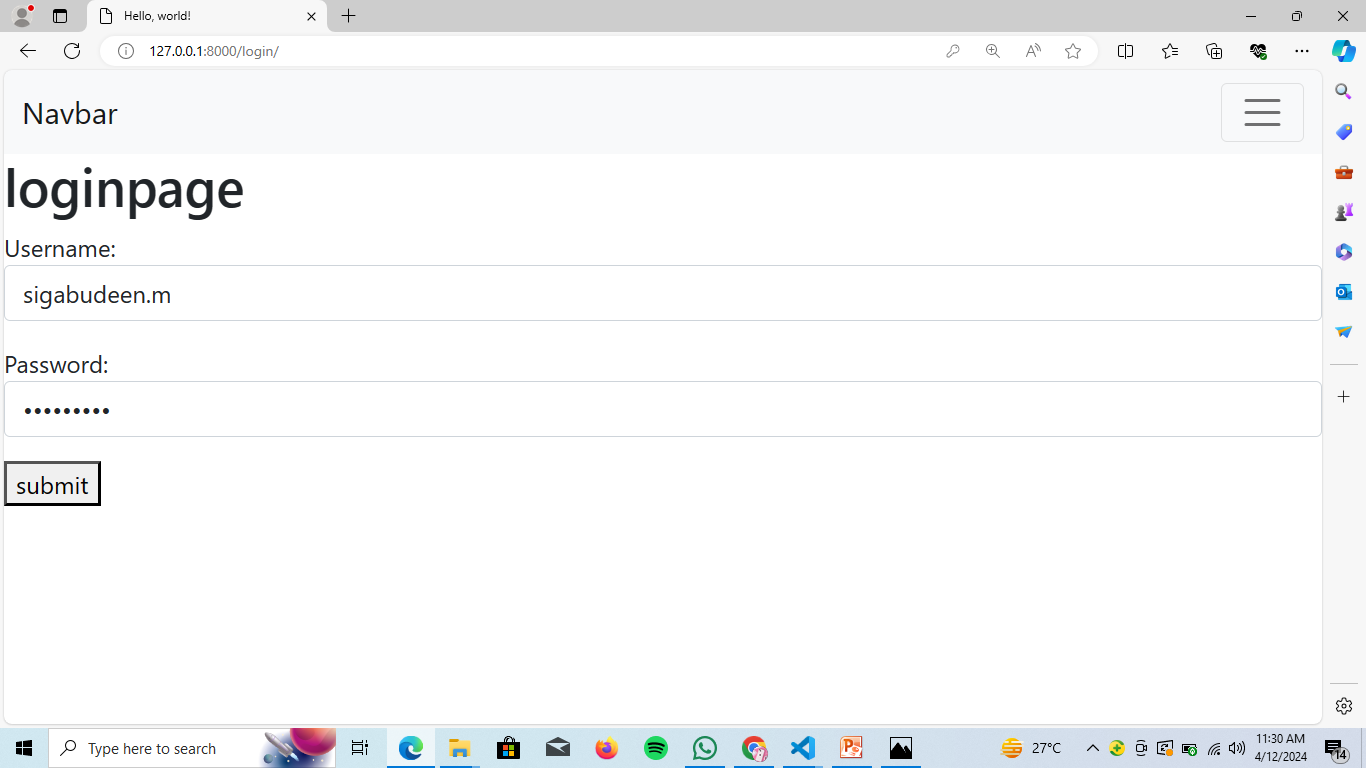 Hello, world!
127.0.0.1:8000/login/
Navbar
loginpage
Username:
sigabudeen.m
Password:
submit
Type here to search
27°C
11:30 AM
4/12/2024
14